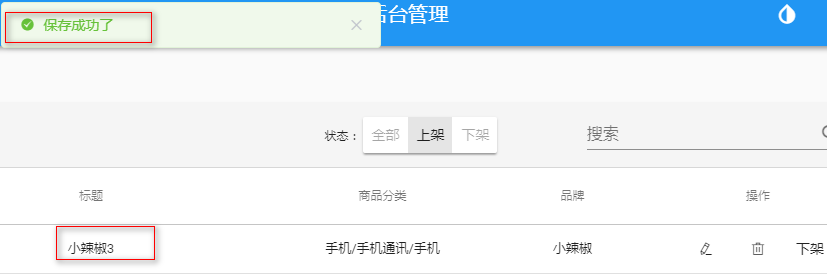 保存成功了
后台管理
状态： 全部 上架 下架 搜索
标题 商品分类 品牌 操作
小辣椒3 手机/手机通讯/手机 小辣椒 下架